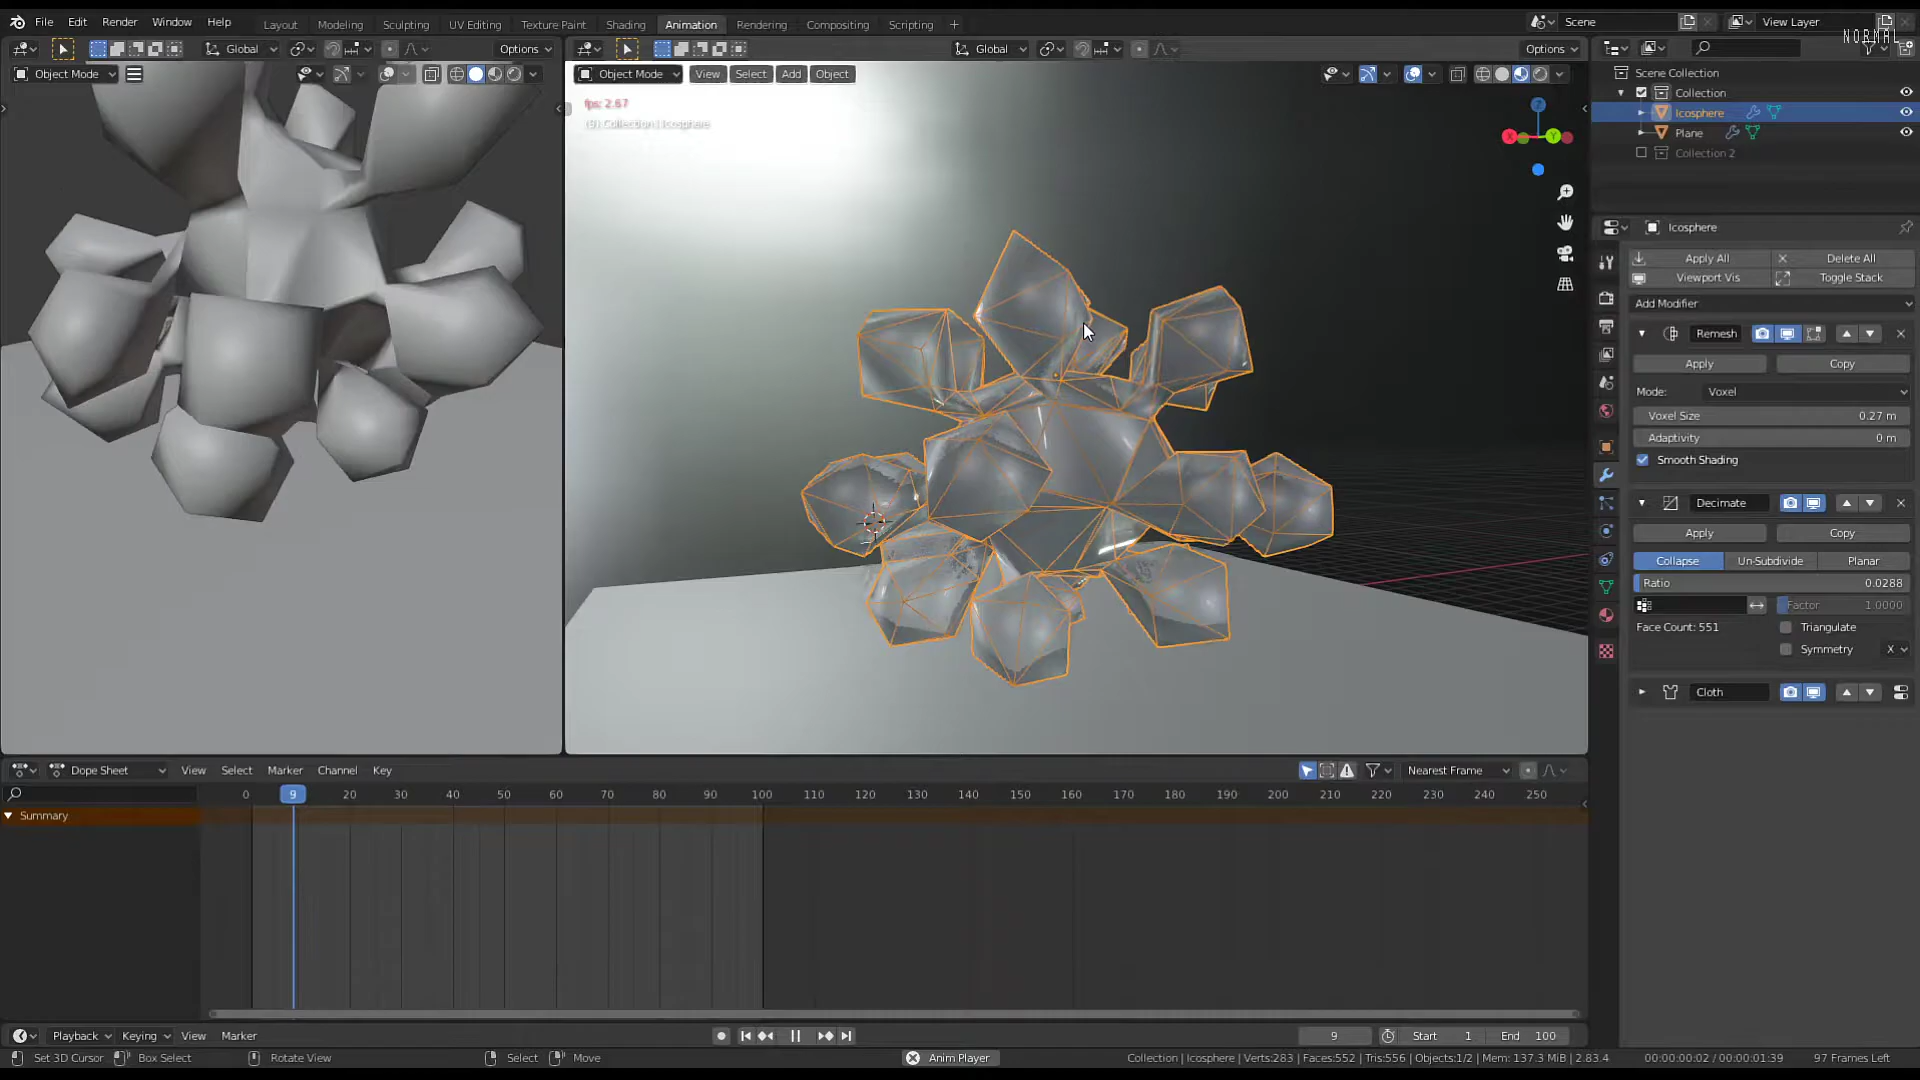 File Edit Render Window Help Layout Modeling Sculpting UV Editing Texture Paint Shading Animation Rendering Compositing Scripting + Scene View Layer
NORMAL
Global Options Global Options
Object Mode Object Mode View Select Add Object
fps: 2.67
(9) Collection | Icosphere
Z
X Y
Scene Collection
Collection
Icosphere
Plane
Collection 2
Icosphere
Apply All Delete All
Viewport Vis Toggle Stack
Add Modifier
Remesh
Apply Copy
Mode: Voxel
Voxel Size 0.27 m
Adaptivity 0 m
Smooth Shading
Decimate
Apply Copy
Collapse Un-Subdivide Planar
Ratio 0.0288
Factor 1.0000
Face Count: 551 Triangulate
Symmetry X
Cloth
Dope Sheet View Select Marker Channel Key Nearest Frame
0 9 20 30 40 50 60 70 80 90 100 110 120 130 140 150 160 170 180 190 200 210 220 230 240 250
Summary
Playback Keying View Marker 9 Start 1 End 100
Set 3D Cursor Box Select Rotate View Select Move Anim Player Collection | Icosphere | Verts:283 | Faces:552 | Tris:556 | Objects:1/2 | Mem: 137.3 MiB | 2.83.4 00:00:00:02 / 00:00:01:39 97 Frames Left